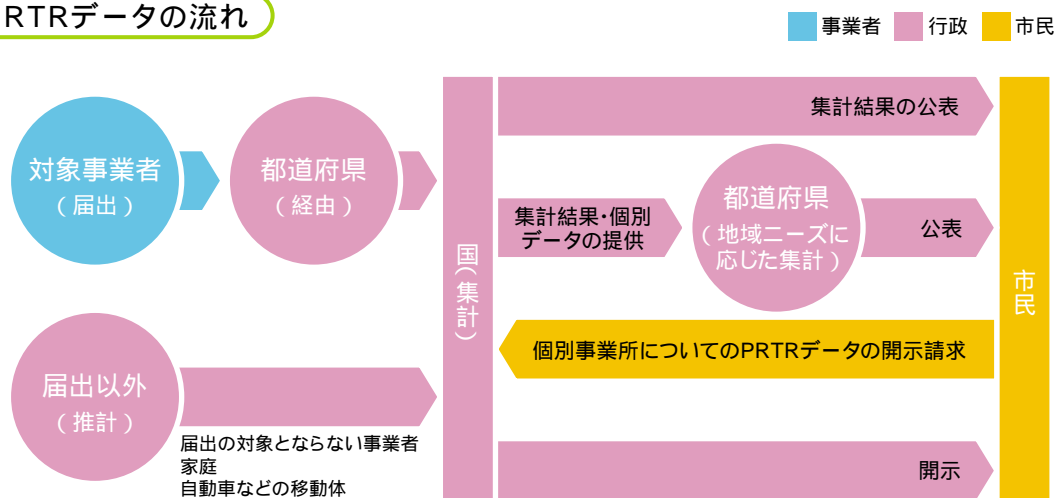 RTRデータの流れ
事業者
行政
市民
対象事業者
（届出）
都道府県
（経由）
国（集計）
集計結果の公表
集計結果・個別
データの提供
都道府県
（地域ニーズに
応じた集計）
公表
市民
個別事業所についてのPRTRデータの開示請求
届出以外
（推計）
届出の対象とならない事業者
家庭
自動車などの移動体
開示